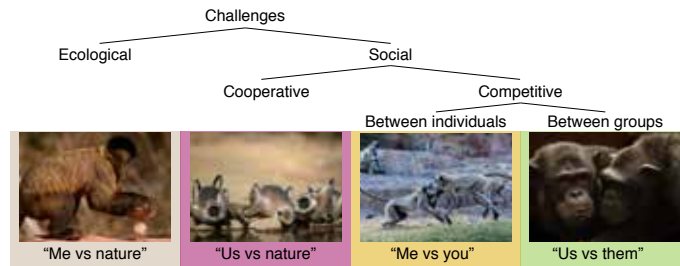 Challenges
Ecological
Social
Cooperative
Competitive
Between individuals
Between groups
“Me vs nature”
“Us vs nature”
“Me vs you”
“Us vs them”